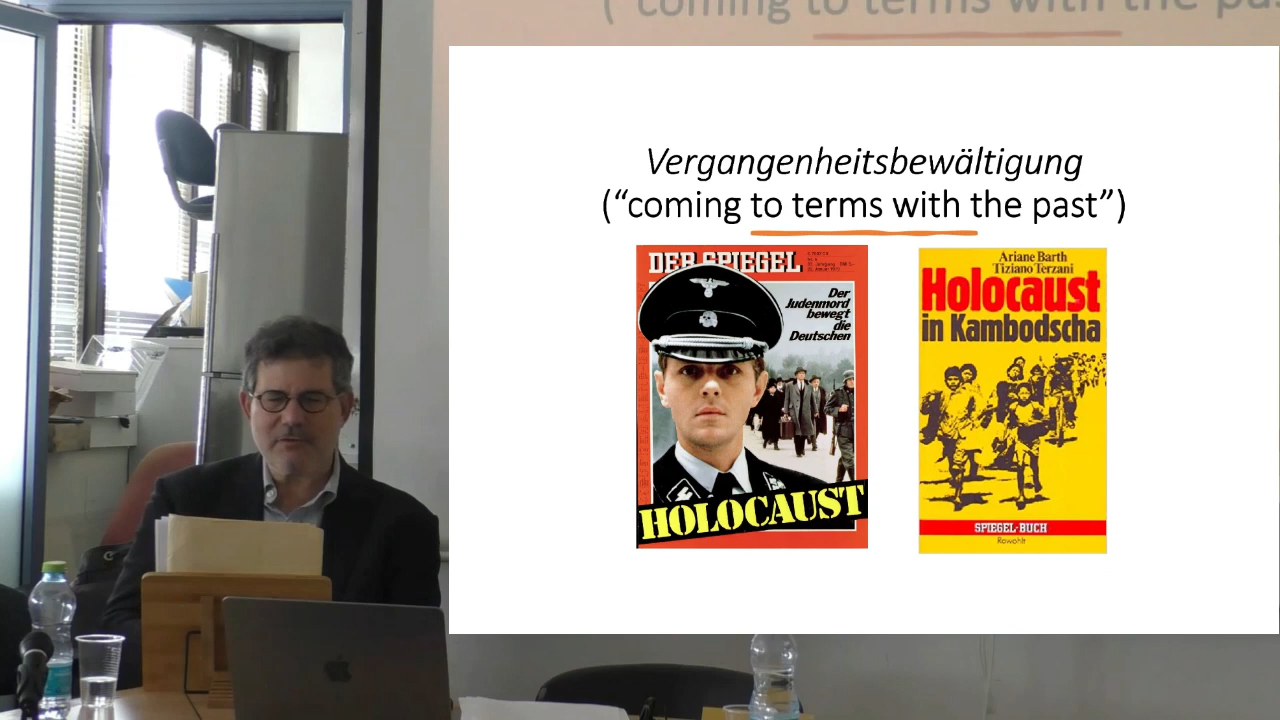 ("coming to terms with the pa
Vergangenheitsbewältigung
(“coming to terms with the past”)
DER SPIEGEL
Der
Judenmord
bewegt
die
Deutschen
HOLOCAUST
Ariane Barth
Tiziano Terzani
Holocaust
in Kambodscha
SPIEGEL-BUCH
Rowohlt